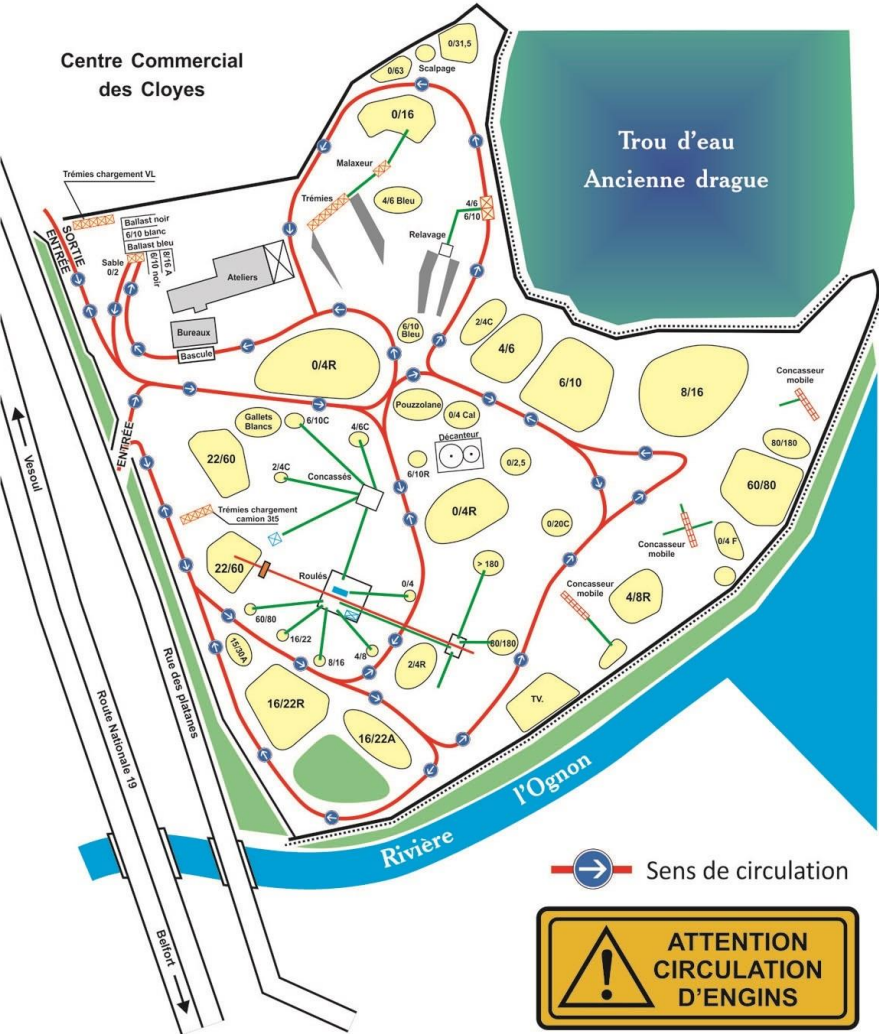 Centre Commercial
des Cloyes
0/31,5
0/63
Scalpage
0/16
Malaxeur
Trémies
4/6 Bleu
4/6
6/10
Relavage
Trou d'eau
Ancienne drague
Trémies chargement VL
SORTIE
ENTRÉE
Ballast noir
6/10 blanc
Ballast bleu
Sable
0/2
8/16 A
6/10 noir
Ateliers
Bureaux
Bascule
0/4R
6/10
Bleu
2/4C
4/6
6/10
8/16
Concasseur
mobile
80/180
60/80
ENTRÉE
Gallets
Blancs
6/10C
4/6C
Pouzzolane
0/4 Cal
Décanteur
22/60
2/4C
Concassés
6/10R
0/2,5
0/4R
0/20C
Trémies chargement
camion 3t5
Concasseur
mobile
0/4 F
22/60
Roulés
0/4
> 180
Concasseur
mobile
4/8R
60/80
16/22
8/16
4/8
80/180
15/30A
2/4R
16/22R
16/22A
TV.
Vesoul
Route Nationale 19
Rue des platanes
Belfort
Rivière l'Ognon
Sens de circulation
ATTENTION
CIRCULATION
D'ENGINS